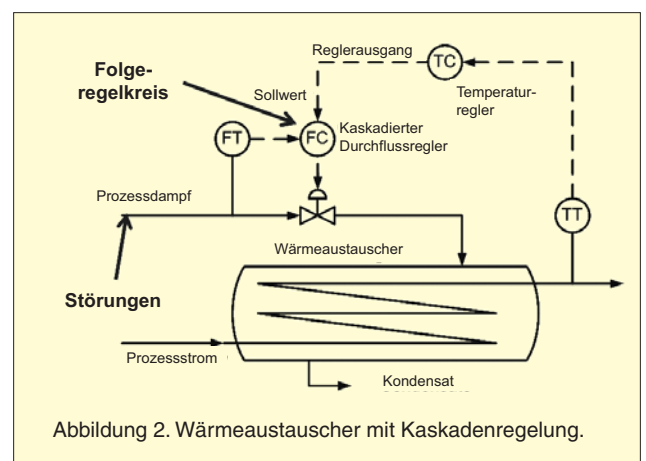 Reglerausgang
TC
Folge-
regelkreis
Sollwert
Temperatur-
regler
FT
FC
Kaskadierter
Durchflussregler
Prozessdampf
TT
Wärmeaustauscher
Störungen
Prozessstrom
Kondensat
Abbildung 2. Wärmeaustauscher mit Kaskadenregelung.